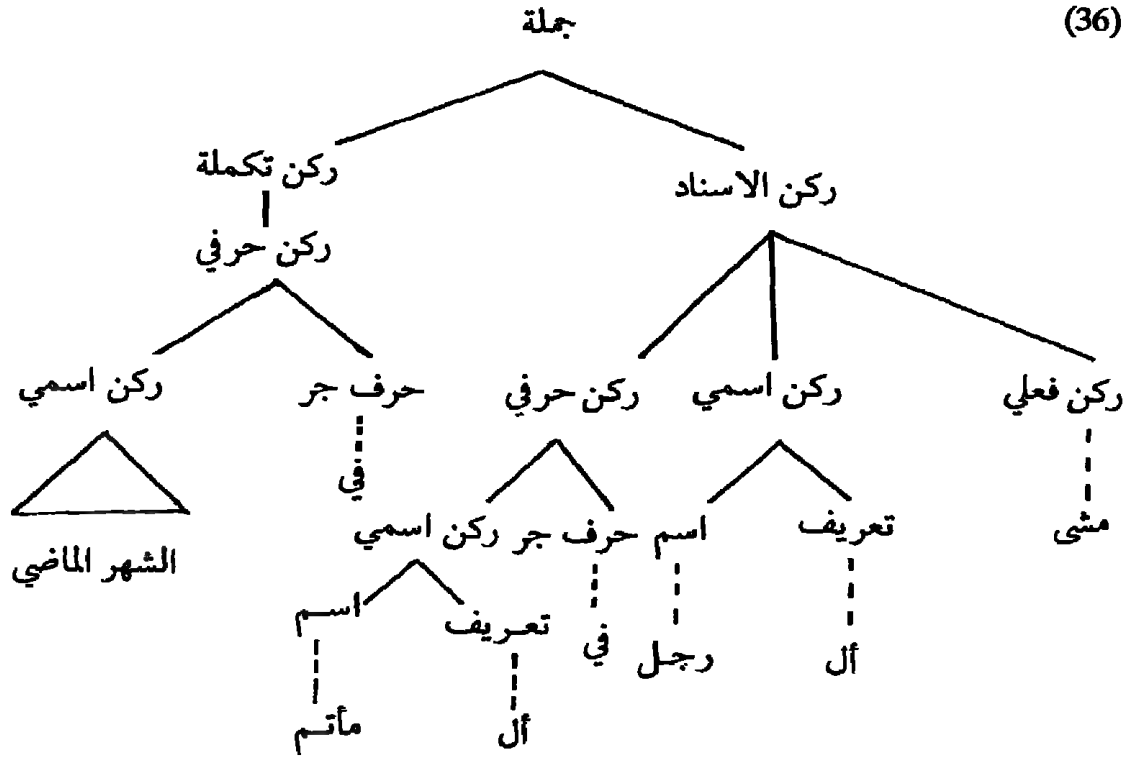 (36)
جملة
ركن الاسناد ركن تكملة
ركن حرفي
ركن فعلي ركن اسمي ركن حرفي حرف جر ركن اسمي
في
مشى تعريف اسم حرف جر ركن اسمي الشهر الماضي
تعريف اسم
أل رجل في
أل مأتم